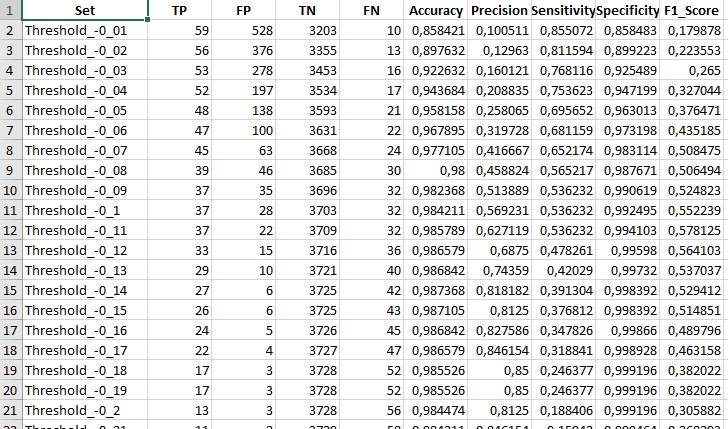 1 Set TP FP TN FN Accuracy Precision Sensitivity Specificity F1_Score
2 Threshold_-0_01 59 528 3203 10 0,858421 0,100511 0,855072 0,858483 0,179878
3 Threshold_-0_02 56 376 3355 13 0,897632 0,12963 0,811594 0,899223 0,223553
4 Threshold_-0_03 53 278 3453 16 0,922632 0,160121 0,768116 0,925489 0,265
5 Threshold_-0_04 52 197 3534 17 0,943684 0,208835 0,753623 0,947199 0,327044
6 Threshold_-0_05 48 138 3593 21 0,958158 0,258065 0,695652 0,963013 0,376471
7 Threshold_-0_06 47 100 3631 22 0,967895 0,319728 0,681159 0,973198 0,435185
8 Threshold_-0_07 45 63 3668 24 0,977105 0,416667 0,652174 0,983114 0,508475
9 Threshold_-0_08 39 46 3685 30 0,98 0,458824 0,565217 0,987671 0,506494
10 Threshold_-0_09 37 35 3696 32 0,982368 0,513889 0,536232 0,990619 0,524823
11 Threshold_-0_1 37 28 3703 32 0,984211 0,569231 0,536232 0,992495 0,552239
12 Threshold_-0_11 37 22 3709 32 0,985789 0,627119 0,536232 0,994103 0,578125
13 Threshold_-0_12 33 15 3716 36 0,986579 0,6875 0,478261 0,99598 0,564103
14 Threshold_-0_13 29 10 3721 40 0,986842 0,74359 0,42029 0,99732 0,537037
15 Threshold_-0_14 27 6 3725 42 0,987368 0,818182 0,391304 0,998392 0,529412
16 Threshold_-0_15 26 6 3725 43 0,987105 0,8125 0,376812 0,998392 0,514851
17 Threshold_-0_16 24 5 3726 45 0,986842 0,827586 0,347826 0,99866 0,489796
18 Threshold_-0_17 22 4 3727 47 0,986579 0,846154 0,318841 0,998928 0,463158
19 Threshold_-0_18 17 3 3728 52 0,985526 0,85 0,246377 0,999196 0,382022
20 Threshold_-0_19 17 3 3728 52 0,985526 0,85 0,246377 0,999196 0,382022
21 Threshold_-0_2 13 3 3728 56 0,984474 0,8125 0,188406 0,999196 0,305882